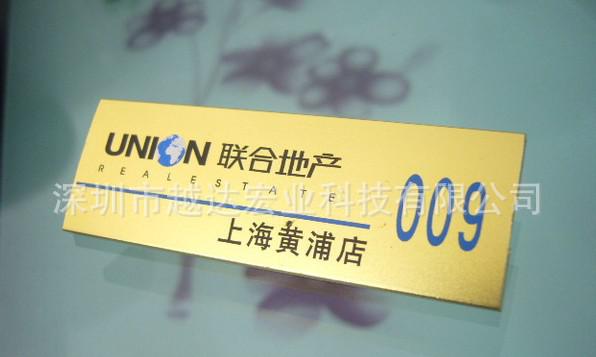 UNION 联合地产
REALESTATE
深圳市越达宏业科技有限公司
009
上海黄浦店